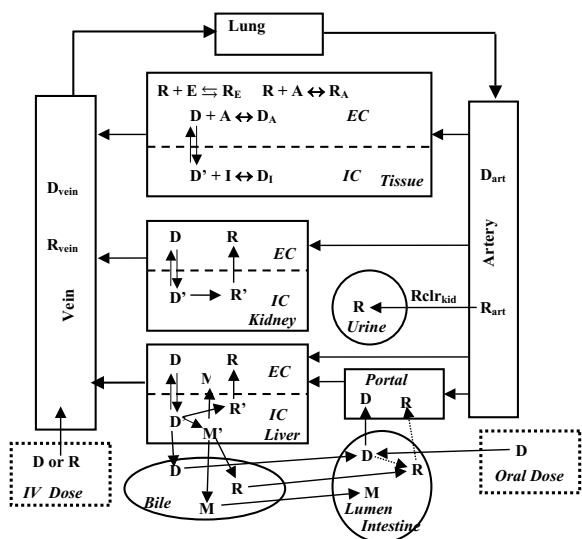 Lung
R + E ⇆ R_E R + A ↔ R_A
D + A ↔ D_A EC
D' + I ↔ D_I IC
Tissue
D_vein
R_vein
Vein
D_art
R_art
Artery
D R
EC
D' R' IC
Kidney
Rclr_kid
R
Urine
D R
M EC
D' R' IC
M' Liver
Portal
D R
D or R
IV Dose
D
R
M
Bile
D
R
M
Lumen
Intestine
D
Oral Dose